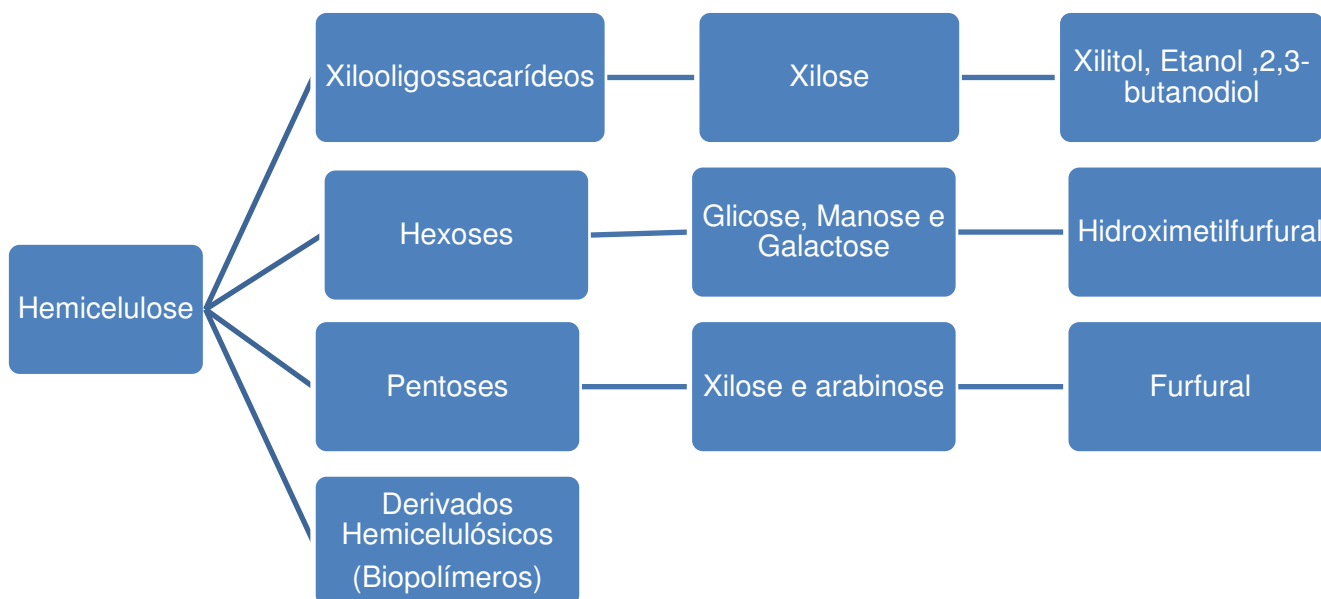 Xilooligossacarídeos
Xilose
Xilitol, Etanol ,2,3-
butanodiol
Hexoses
Glicose, Manose e
Galactose
Hidroximetilfurfural
Hemicelulose
Pentoses
Xilose e arabinose
Furfural
Derivados
Hemicelulósicos
(Biopolímeros)